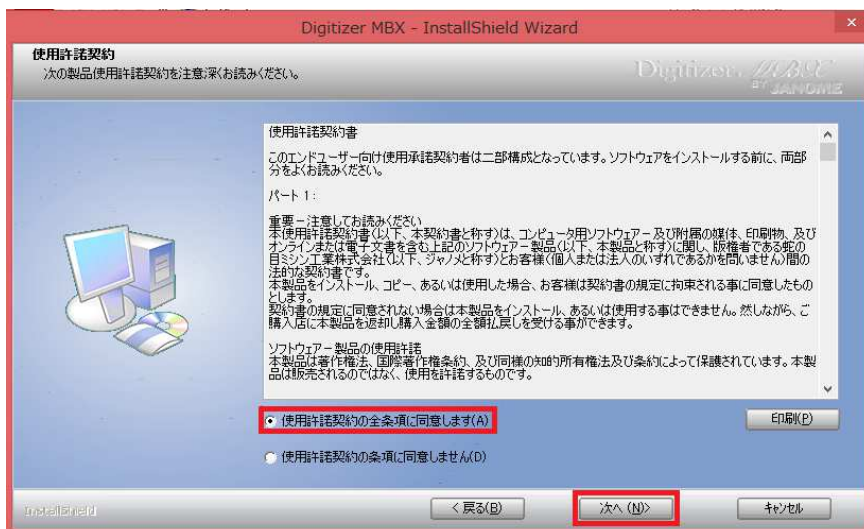 Digitizer MBX - InstallShield Wizard
使用許諾契約
次の製品使用許諾契約を注意深くお読みください。
Digitizer MBX
BY JANOME
使用許諾契約書
このエンドユーザー向け使用承諾契約者は二部構成となっています。ソフトウェアをインストールする前に、両部
分をよくお読みください。
パート 1:
重要－注意してお読みください
本使用許諾契約書（以下、本契約書と称す）は、コンピュータ用ソフトウェアー及び附属の媒体、印刷物、及び
オンラインまたは電子文書を含む上記のソフトウェアー製品（以下、本製品と称す）に関し、版権者である蛇の
目ミシン工業株式会社（以下、ジャノメと称す）とお客様（個人または法人のいずれであるかを問いません）間の
法的な契約書です。
本製品をインストール、コピー、あるいは使用した場合、お客様は契約書の規定に拘束される事に同意したもの
とします。
契約書の規定に同意されない場合は本製品をインストール、あるいは使用する事はできません。然しながら、ご
購入店に本製品を返却し購入金額の全額払戻しを受ける事ができます。
ソフトウェアー製品の使用許諾
本製品は著作権法、国際著作権条約、及び同様の知的所有権法及び条約によって保護されています。本製
品は販売されるのではなく、使用を許諾するものです。
使用許諾契約の全条項に同意します(A)
印刷(P)
使用許諾契約の条項に同意しません(D)
InstallShield
< 戻る(B)
次へ (N)>
キャンセル